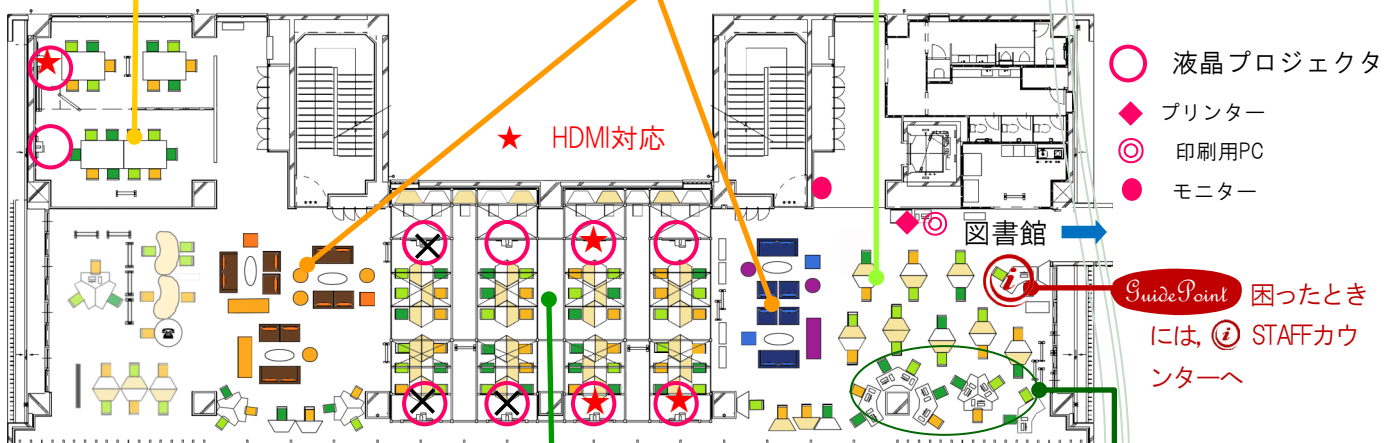 液晶プロジェクタ
プリンター
HDMI対応
印刷用PC
モニター
図書館
GuidePoint 困ったとき
には, i STAFFカウ
ンターへ